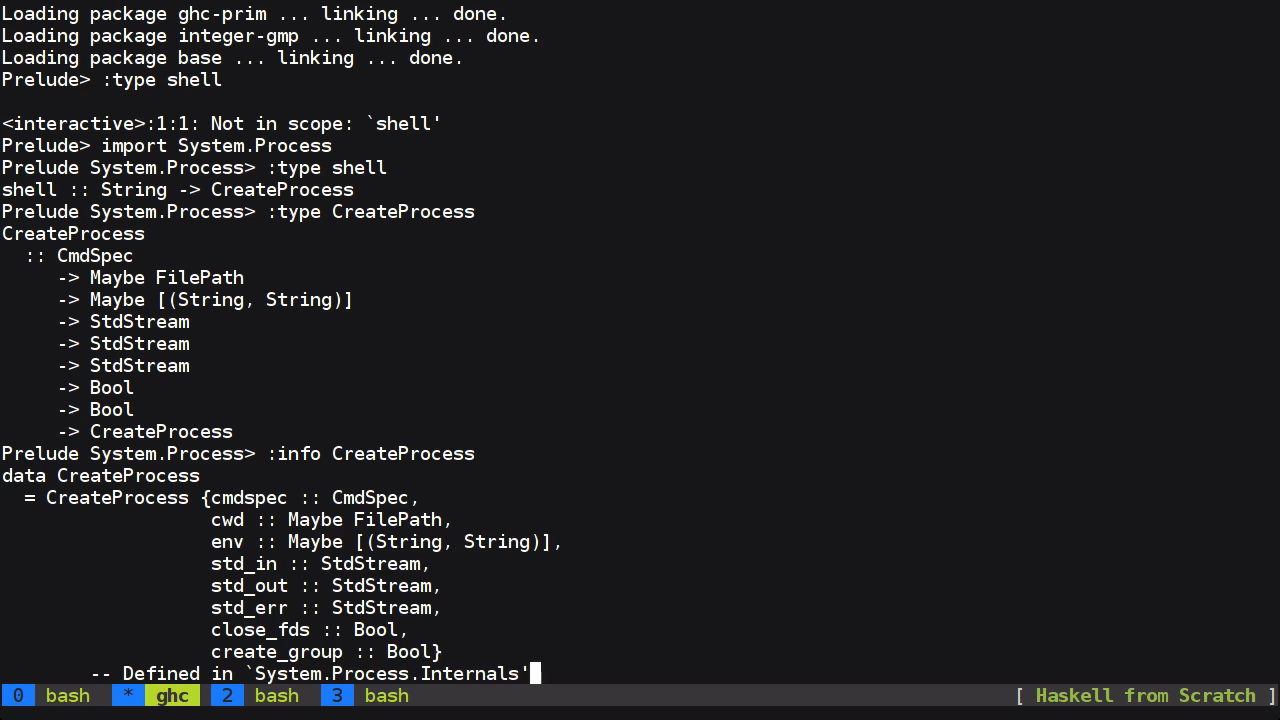 Loading package ghc-prim ... linking ... done.
Loading package integer-gmp ... linking ... done.
Loading package base ... linking ... done.
Prelude> :type shell
<interactive>:1:1: Not in scope: `shell'
Prelude> import System.Process
Prelude System.Process> :type shell
shell :: String -> CreateProcess
Prelude System.Process> :type CreateProcess
CreateProcess
  :: CmdSpec
     -> Maybe FilePath
     -> Maybe [(String, String)]
     -> StdStream
     -> StdStream
     -> StdStream
     -> Bool
     -> Bool
     -> CreateProcess
Prelude System.Process> :info CreateProcess
data CreateProcess
  = CreateProcess {cmdspec :: CmdSpec,
                   cwd :: Maybe FilePath,
                   env :: Maybe [(String, String)],
                   std_in :: StdStream,
                   std_out :: StdStream,
                   std_err :: StdStream,
                   close_fds :: Bool,
                   create_group :: Bool}
        -- Defined in `System.Process.Internals'
0 bash * ghc 2 bash 3 bash [ Haskell from Scratch ]